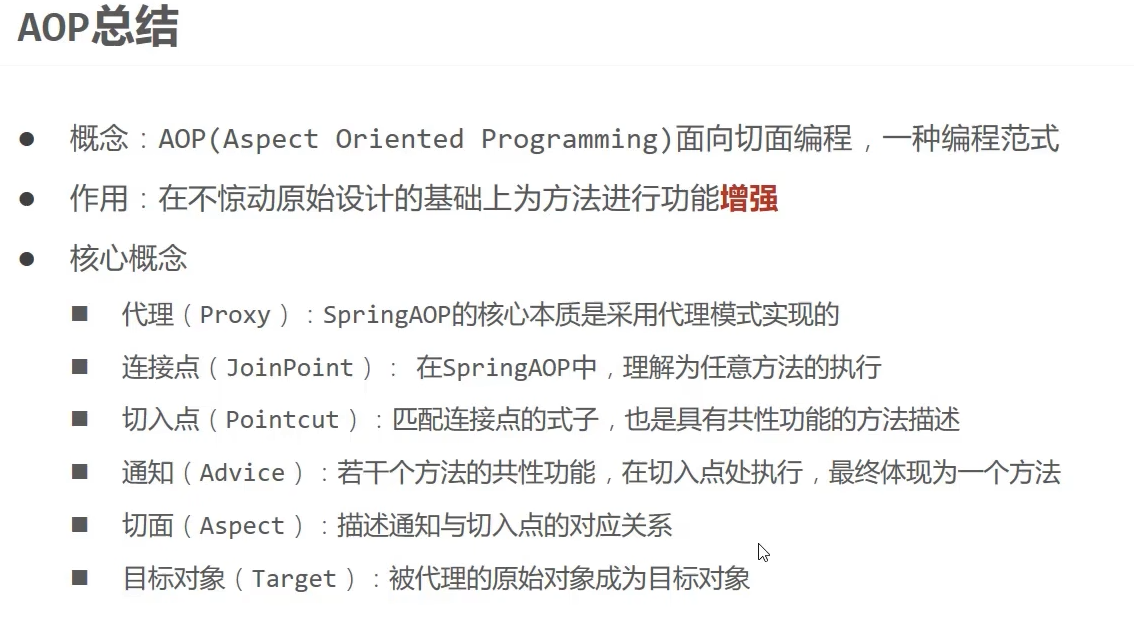 AOP总结
● 概念：AOP(Aspect Oriented Programming)面向切面编程，一种编程范式
● 作用：在不惊动原始设计的基础上为方法进行功能增强
● 核心概念
■ 代理（Proxy）：SpringAOP的核心本质是采用代理模式实现的
■ 连接点（JoinPoint）： 在SpringAOP中，理解为任意方法的执行
■ 切入点（Pointcut）：匹配连接点的式子，也是具有共性功能的方法描述
■ 通知（Advice）：若干个方法的共性功能，在切入点处执行，最终体现为一个方法
■ 切面（Aspect）：描述通知与切入点的对应关系
■ 目标对象（Target）：被代理的原始对象成为目标对象